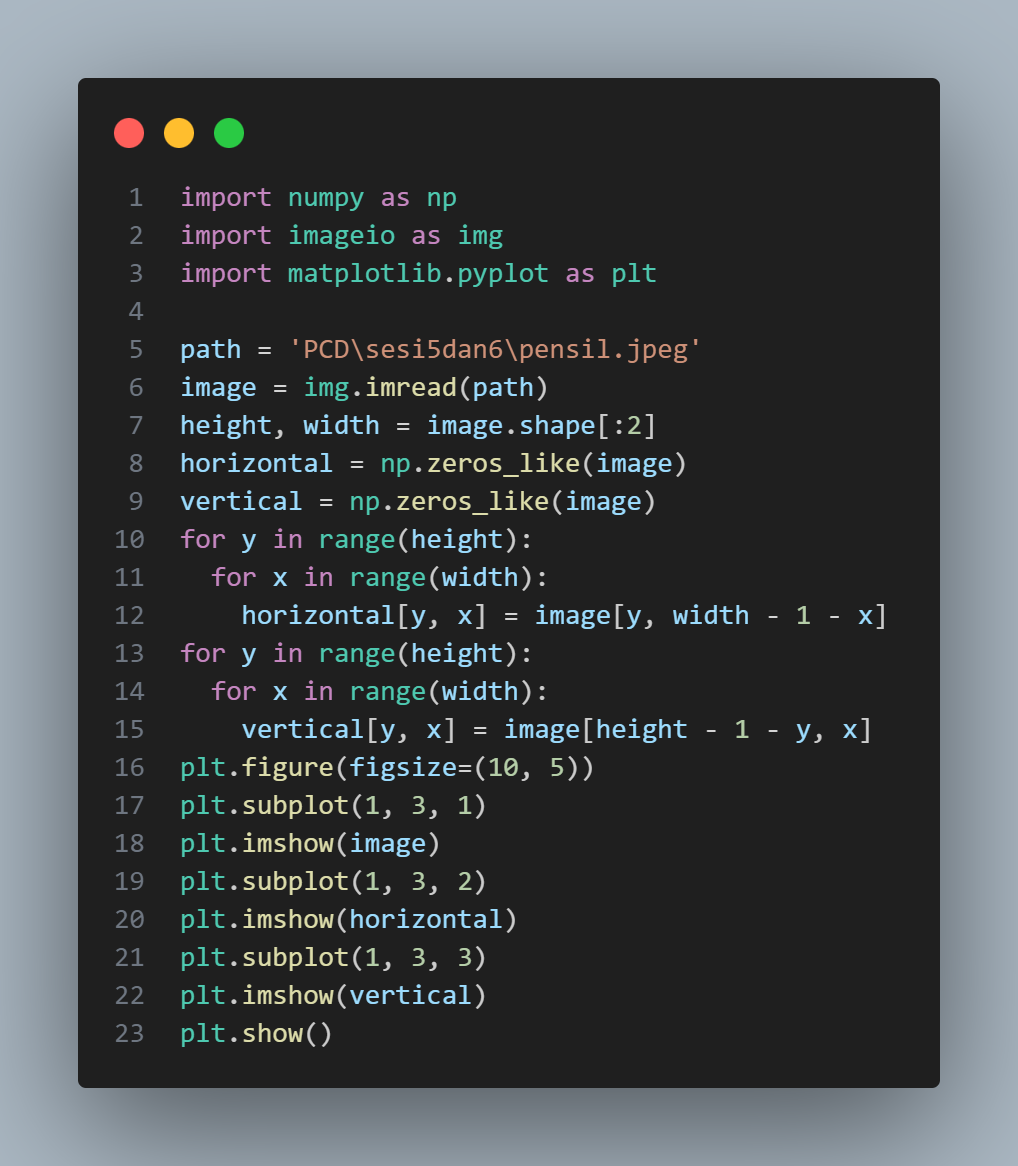 1 import numpy as np
2 import imageio as img
3 import matplotlib.pyplot as plt
4
5 path = 'PCD\sesi5dan6\pensil.jpeg'
6 image = img.imread(path)
7 height, width = image.shape[:2]
8 horizontal = np.zeros_like(image)
9 vertical = np.zeros_like(image)
10 for y in range(height):
11   for x in range(width):
12     horizontal[y, x] = image[y, width - 1 - x]
13 for y in range(height):
14   for x in range(width):
15     vertical[y, x] = image[height - 1 - y, x]
16 plt.figure(figsize=(10, 5))
17 plt.subplot(1, 3, 1)
18 plt.imshow(image)
19 plt.subplot(1, 3, 2)
20 plt.imshow(horizontal)
21 plt.subplot(1, 3, 3)
22 plt.imshow(vertical)
23 plt.show()